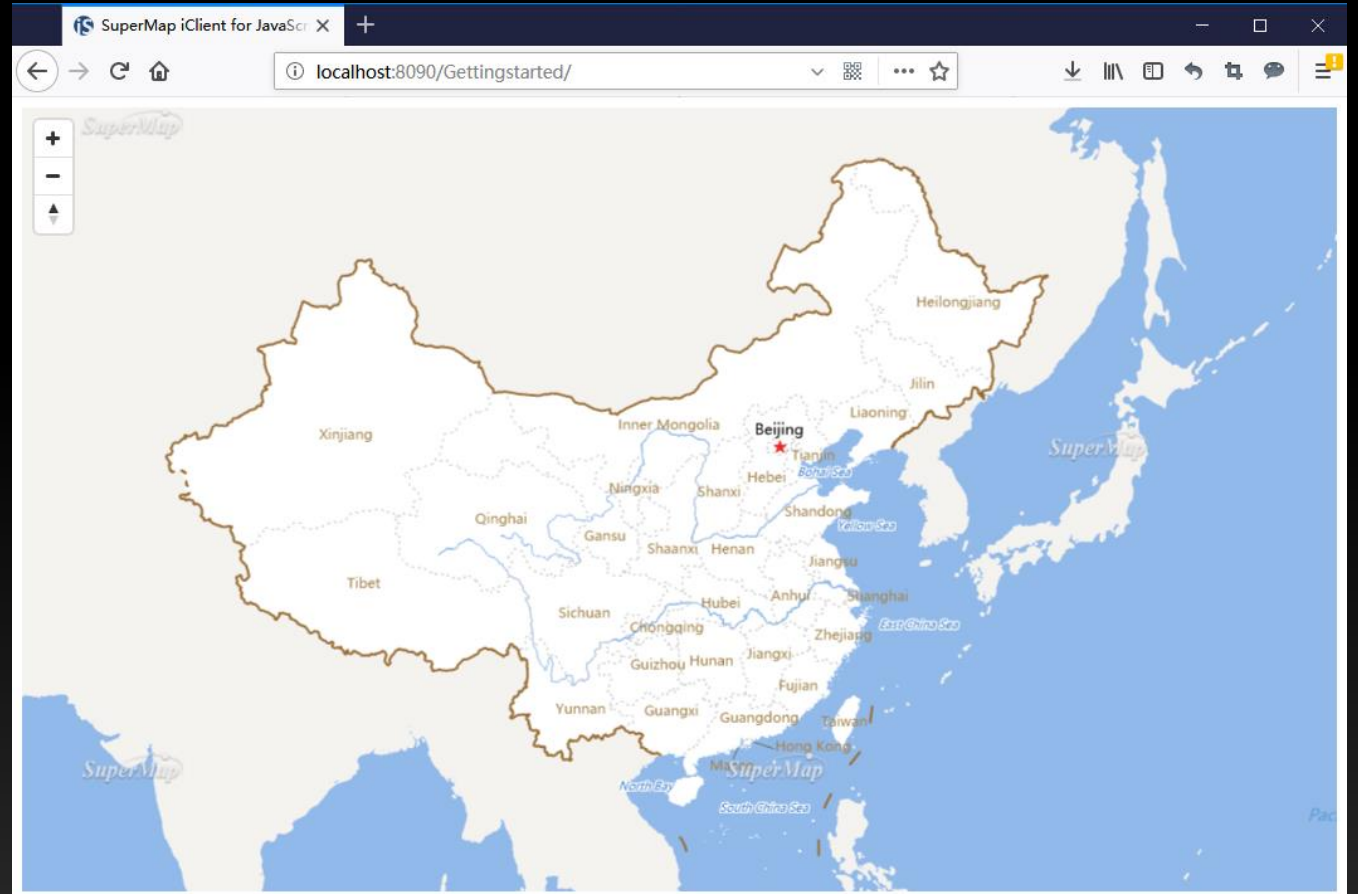 SuperMap iClient for JavaScr
localhost:8090/Gettingstarted/
SuperMap
Heilongjiang
Jilin
Liaoning
Inner Mongolia
Beijing
Xinjiang
Tianjin
SuperMap
Bohai Sea
Hebei
Ningxia
Shanxi
Shandong
Qinghai
Yellow Sea
Gansu
Shaanxi
Henan
Jiangsu
Tibet
Anhui
Shanghai
Hubei
Sichuan
East China Sea
Chongqing
Zhejiang
Jiangxi
Guizhou
Hunan
Fujian
Yunnan
Guangxi
Guangdong
Taiwan
Hong Kong
SuperMap
SuperMap
North Bay
South China Sea